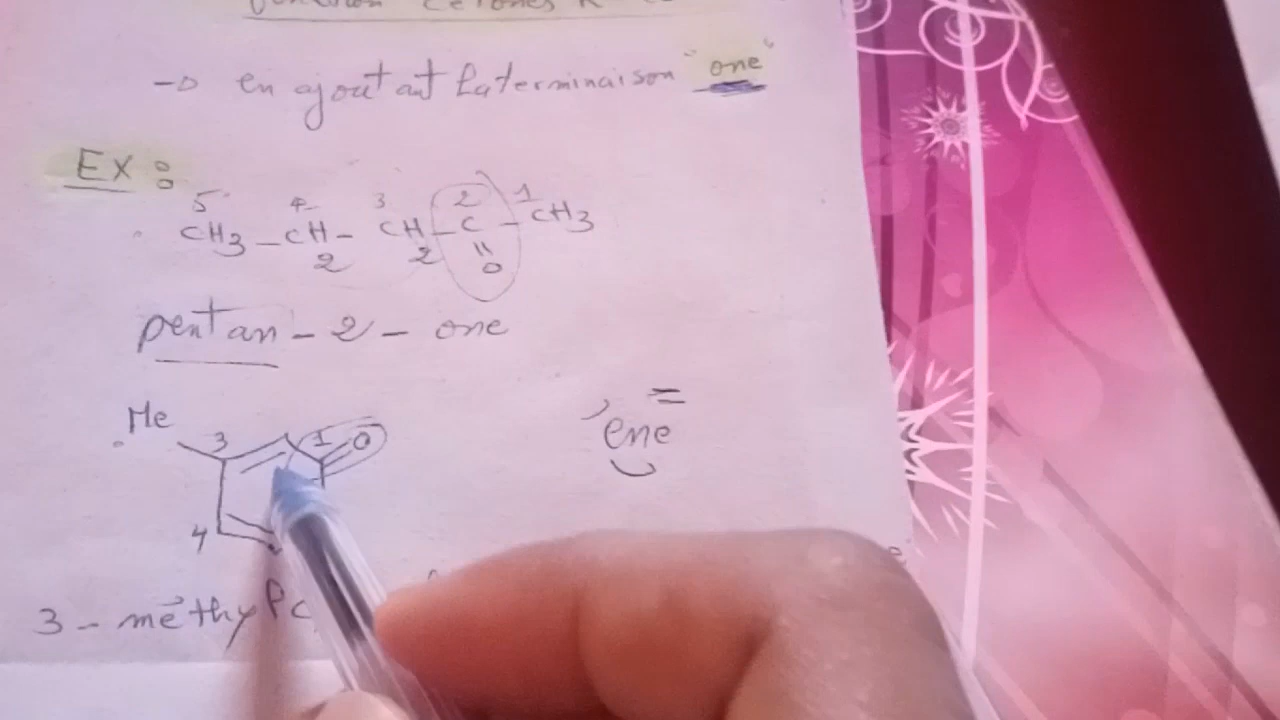 en ajoutant la terminaison "one"
EX :
5 4 3 2 1
CH3 - CH2 - CH2 - C - CH3
=
O
pentan - 2 - one
Me 3 1 O
=
ène
4
3 - méthylc